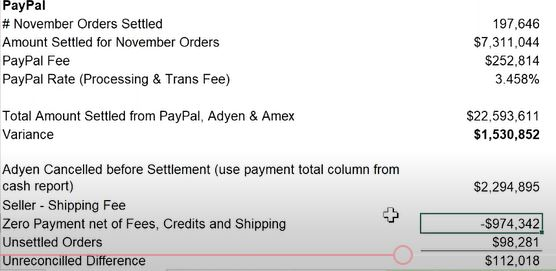 PayPal
# November Orders Settled 197,646
Amount Settled for November Orders $7,311,044
PayPal Fee $252,814
PayPal Rate (Processing & Trans Fee) 3.458%
Total Amount Settled from PayPal, Adyen & Amex $22,593,611
Variance $1,530,852
Adyen Cancelled before Settlement (use payment total column from
cash report) $2,294,895
Seller - Shipping Fee
Zero Payment net of Fees, Credits and Shipping -$974,342
Unsettled Orders $98,281
Unreconcilled Difference $112,018